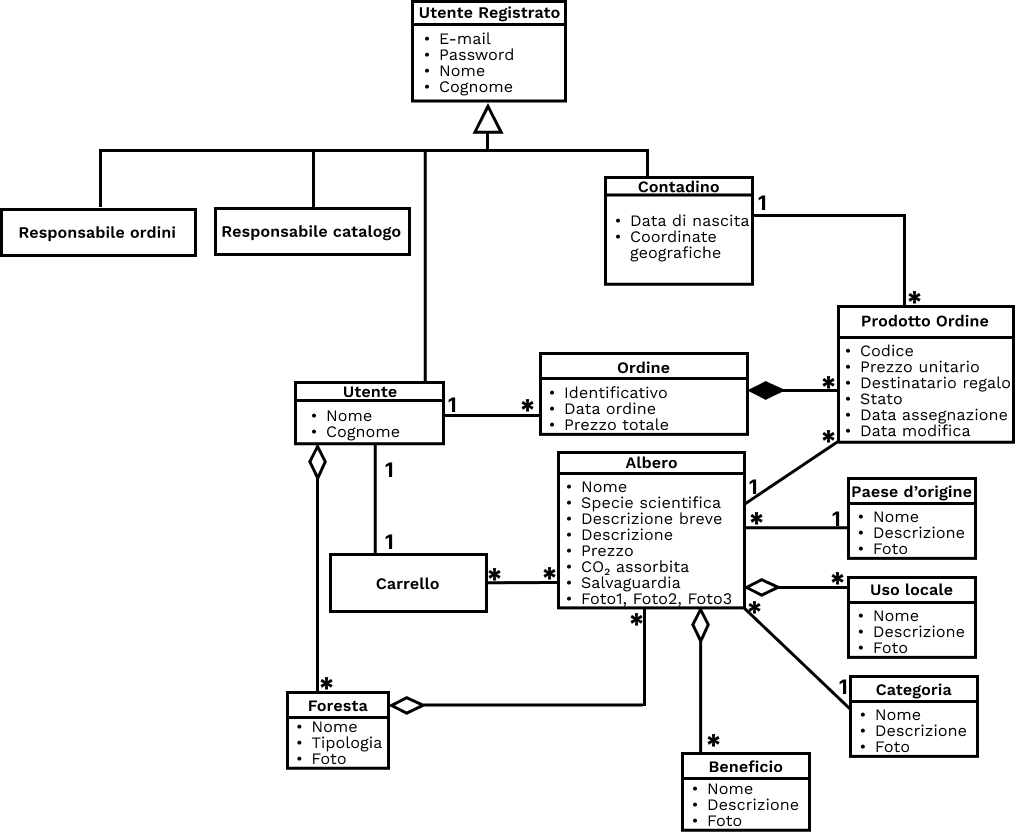 Utente Registrato
• E-mail
• Password
• Nome
• Cognome
Responsabile ordini
Responsabile catalogo
Contadino
• Data di nascita
• Coordinate
geografiche
1
*
Prodotto Ordine
• Codice
• Prezzo unitario
• Destinatario regalo
• Stato
• Data assegnazione
• Data modifica
Ordine
• Identificativo
• Data ordine
• Prezzo totale
*
*
Utente
• Nome
• Cognome
1
*
1
1
Carrello
*
*
Albero
• Nome
• Specie scientifica
• Descrizione breve
• Descrizione
• Prezzo
• CO₂ assorbita
• Salvaguardia
• Foto1, Foto2, Foto3
1
*
1
Paese d’origine
• Nome
• Descrizione
• Foto
*
Uso locale
• Nome
• Descrizione
• Foto
*
1
Categoria
• Nome
• Descrizione
• Foto
*
*
Foresta
• Nome
• Tipologia
• Foto
*
Beneficio
• Nome
• Descrizione
• Foto